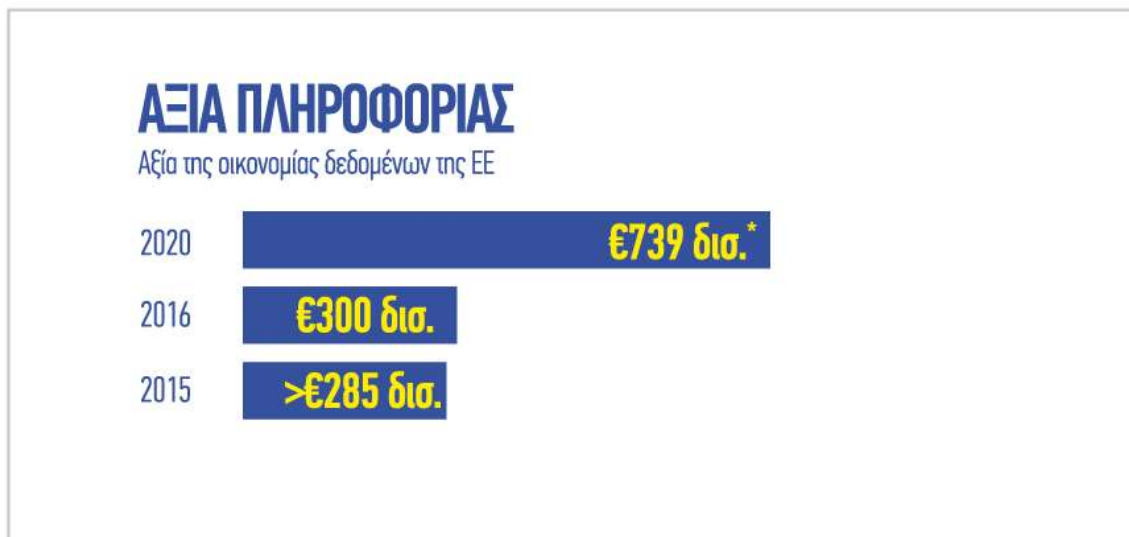 ΑΞΙΑ ΠΛΗΡΟΦΟΡΙΑΣ
Αξία της οικονομίας δεδομένων της ΕΕ
2020 €739 δισ.*
2016 €300 δισ.
2015 >€285 δισ.